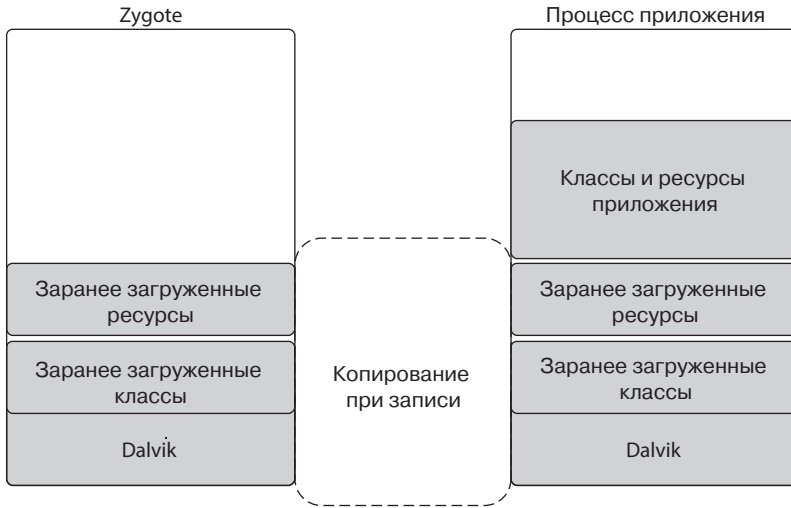 Zygote
Процесс приложения
Классы и ресурсы
приложения
Заранее загруженные
ресурсы
Заранее загруженные
классы
Dalvik
Копирование
при записи
Заранее загруженные
ресурсы
Заранее загруженные
классы
Dalvik